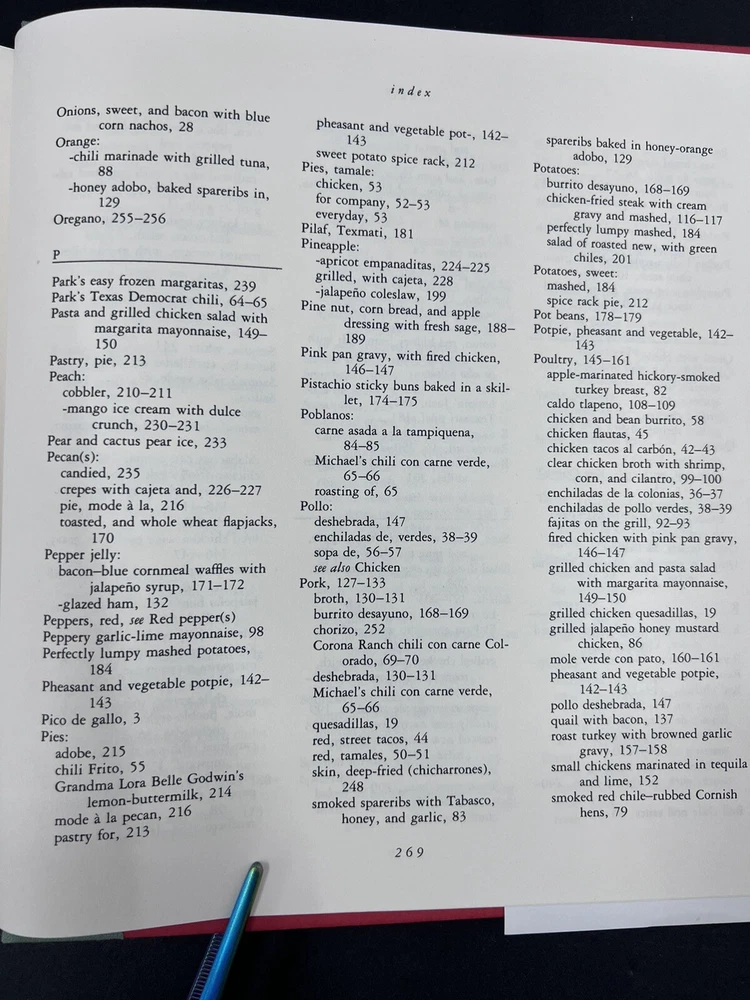 index
Onions, sweet, and bacon with blue
corn nachos, 28
Orange:
-chili marinade with grilled tuna,
88
-honey adobo, baked spareribs in,
129
Oregano, 255–256
P
Park's easy frozen margaritas, 239
Park's Texas Democrat chili, 64–65
Pasta and grilled chicken salad with
margarita mayonnaise, 149–
150
Pastry, pie, 213
Peach:
cobbler, 210–211
-mango ice cream with dulce
crunch, 230–231
Pear and cactus pear ice, 233
Pecan(s):
candied, 235
crepes with cajeta and, 226–227
pie, mode à la, 216
toasted, and whole wheat flapjacks,
170
Pepper jelly:
bacon–blue cornmeal waffles with
jalapeño syrup, 171–172
-glazed ham, 132
Peppers, red, see Red pepper(s)
Peppery garlic-lime mayonnaise, 98
Perfectly lumpy mashed potatoes,
184
Pheasant and vegetable potpie, 142–
143
Pico de gallo, 3
Pies:
adobe, 215
chili Frito, 55
Grandma Lora Belle Godwin's
lemon-buttermilk, 214
mode à la pecan, 216
pastry for, 213
pheasant and vegetable pot-, 142–
143
sweet potato spice rack, 212
Pies, tamale:
chicken, 53
for company, 52–53
everyday, 53
Pilaf, Texmati, 181
Pineapple:
-apricot empanaditas, 224–225
grilled, with cajeta, 228
-jalapeño coleslaw, 199
Pine nut, corn bread, and apple
dressing with fresh sage, 188–
189
Pink pan gravy, with fired chicken,
146–147
Pistachio sticky buns baked in a skil-
let, 174–175
Poblanos:
carne asada a la tampiquena,
84–85
Michael's chili con carne verde,
65–66
roasting of, 65
Pollo:
deshebrada, 147
enchiladas de, verdes, 38–39
sopa de, 56–57
see also Chicken
Pork, 127–133
broth, 130–131
burrito desayuno, 168–169
chorizo, 252
Corona Ranch chili con carne Col-
orado, 69–70
deshebrada, 130–131
Michael's chili con carne verde,
65–66
quesadillas, 19
red, street tacos, 44
red, tamales, 50–51
skin, deep-fried (chicharrones),
248
smoked spareribs with Tabasco,
honey, and garlic, 83
spareribs baked in honey-orange
adobo, 129
Potatoes:
burrito desayuno, 168–169
chicken-fried steak with cream
gravy and mashed, 116–117
perfectly lumpy mashed, 184
salad of roasted new, with green
chiles, 201
Potatoes, sweet:
mashed, 184
spice rack pie, 212
Pot beans, 178–179
Potpie, pheasant and vegetable, 142–
143
Poultry, 145–161
apple-marinated hickory-smoked
turkey breast, 82
caldo tlapeno, 108–109
chicken and bean burrito, 58
chicken flautas, 45
chicken tacos al carbón, 42–43
clear chicken broth with shrimp,
corn, and cilantro, 99–100
enchiladas de la colonias, 36–37
enchiladas de pollo verdes, 38–39
fajitas on the grill, 92–93
fired chicken with pink pan gravy,
146–147
grilled chicken and pasta salad
with margarita mayonnaise,
149–150
grilled chicken quesadillas, 19
grilled jalapeño honey mustard
chicken, 86
mole verde con pato, 160–161
pheasant and vegetable potpie,
142–143
pollo deshebrada, 147
quail with bacon, 137
roast turkey with browned garlic
gravy, 157–158
small chickens marinated in tequila
and lime, 152
smoked red chile–rubbed Cornish
hens, 79
269